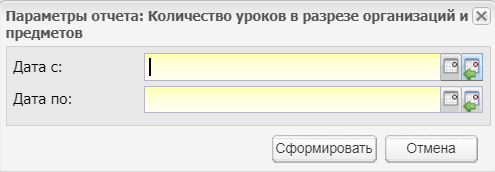 Параметры отчета: Количество уроков в разрезе организаций и
предметов
Дата с:
Дата по:
Сформировать Отмена